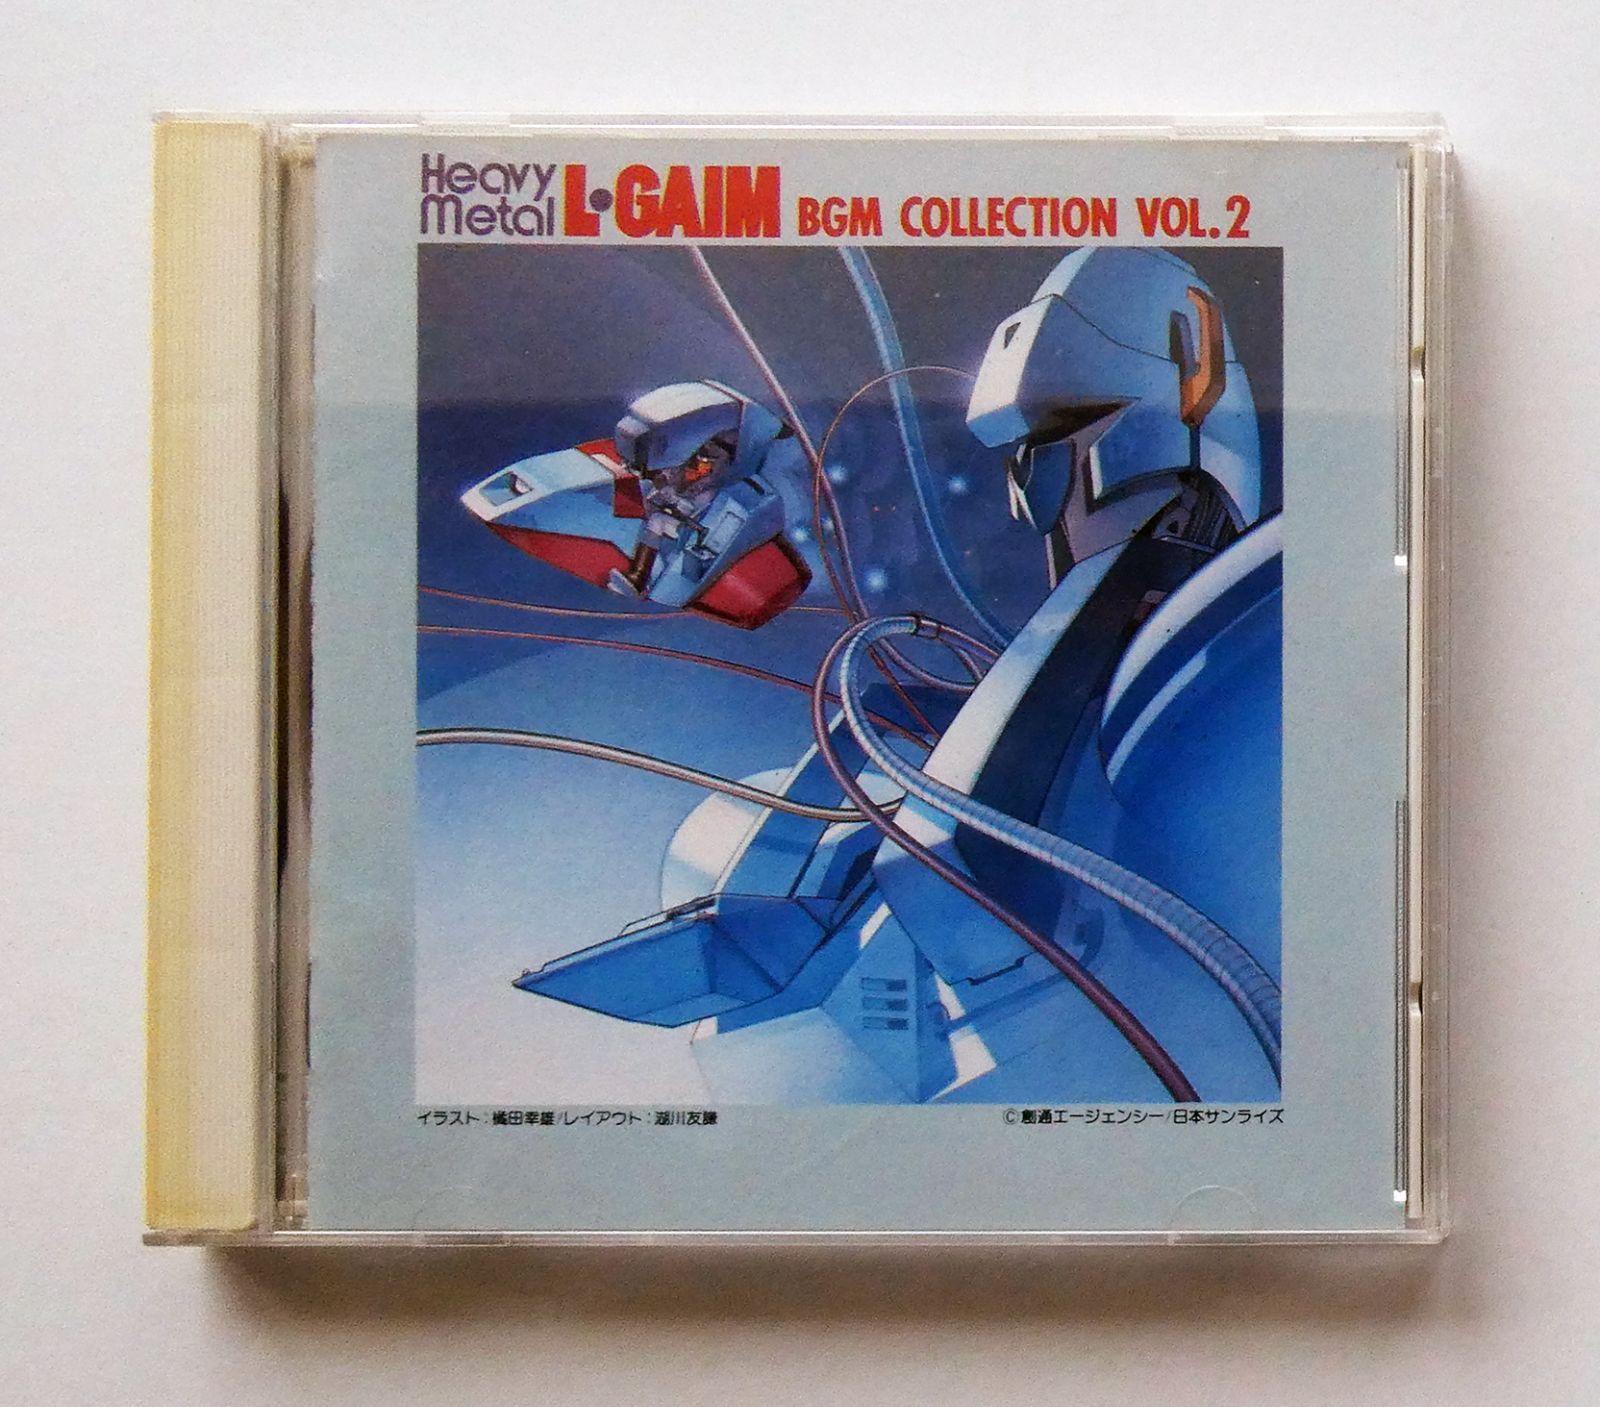 Heavy Metal L·GAIM BGM COLLECTION VOL.2
イラスト:橋田幸雄/レイアウト:湖川友謙
©創通エージェンシー/日本サンライズ